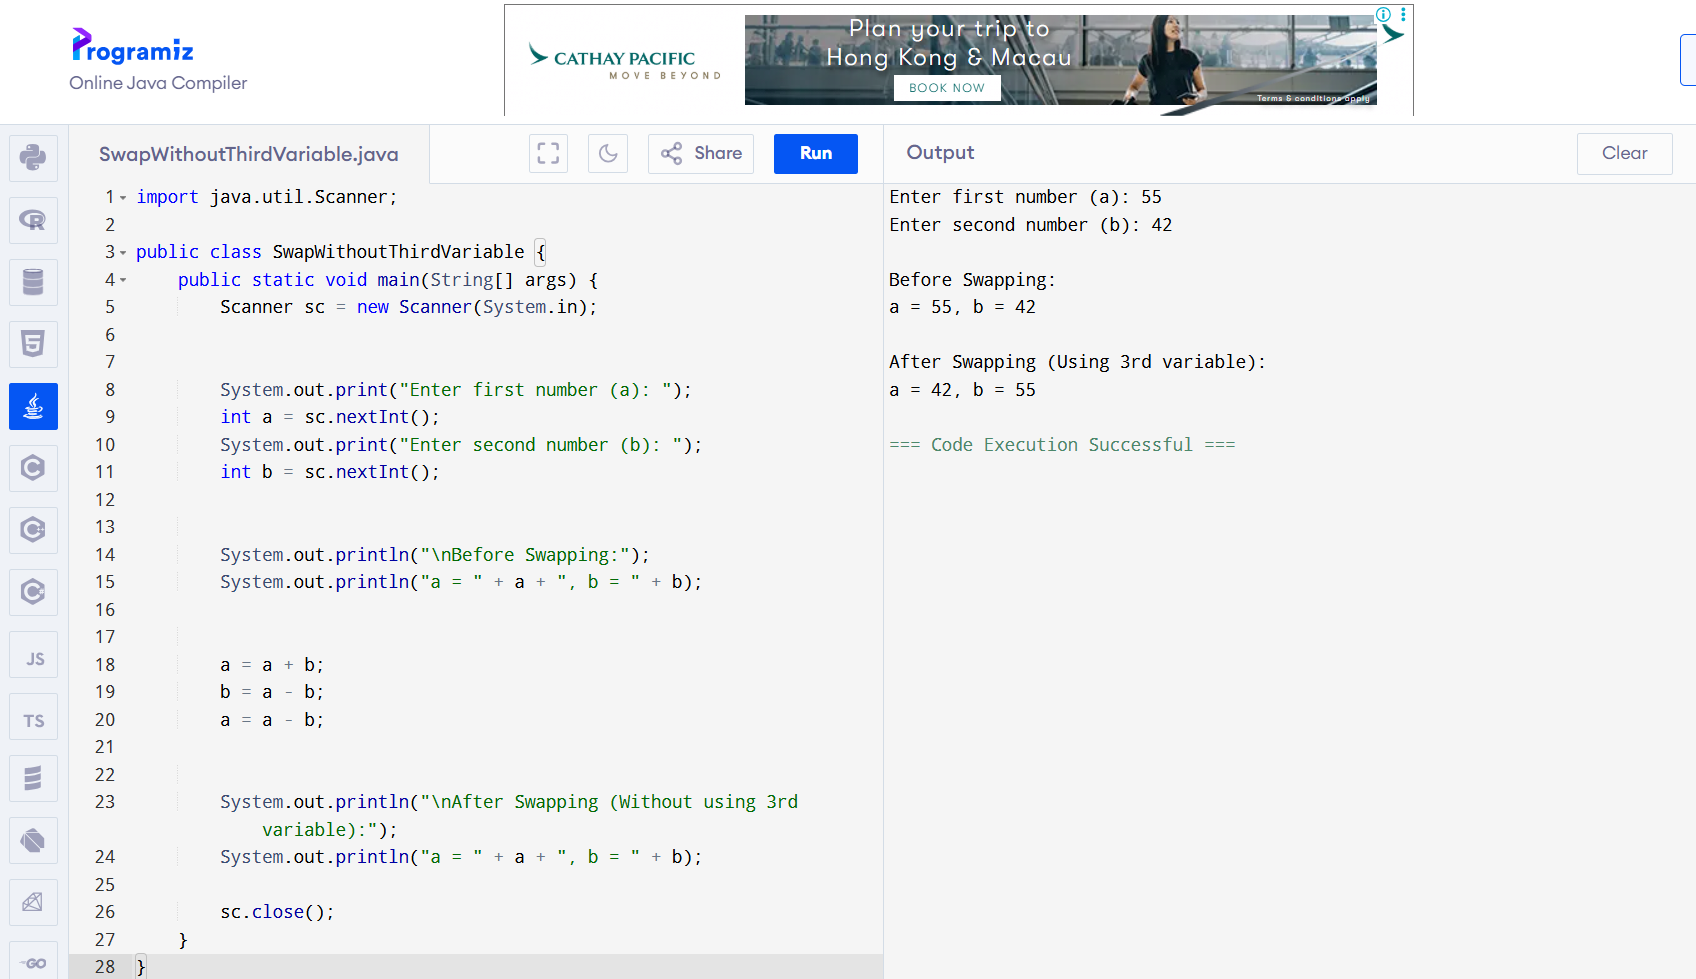 Programiz
Online Java Compiler
CATHAY PACIFIC
MOVE BEYOND
Plan your trip to
Hong Kong & Macau
BOOK NOW
Terms & conditions apply
SwapWithoutThirdVariable.java
Share
Run
Output
Clear
JS
TS
GO
1 import java.util.Scanner;
2
3 public class SwapWithoutThirdVariable {
4 public static void main(String[] args) {
5 Scanner sc = new Scanner(System.in);
6
7
8 System.out.print("Enter first number (a): ");
9 int a = sc.nextInt();
10 System.out.print("Enter second number (b): ");
11 int b = sc.nextInt();
12
13
14 System.out.println("\nBefore Swapping:");
15 System.out.println("a = " + a + ", b = " + b);
16
17
18 a = a + b;
19 b = a - b;
20 a = a - b;
21
22
23 System.out.println("\nAfter Swapping (Without using 3rd
variable):");
24 System.out.println("a = " + a + ", b = " + b);
25
26 sc.close();
27 }
28 }
Enter first number (a): 55
Enter second number (b): 42
Before Swapping:
a = 55, b = 42
After Swapping (Using 3rd variable):
a = 42, b = 55
=== Code Execution Successful ===